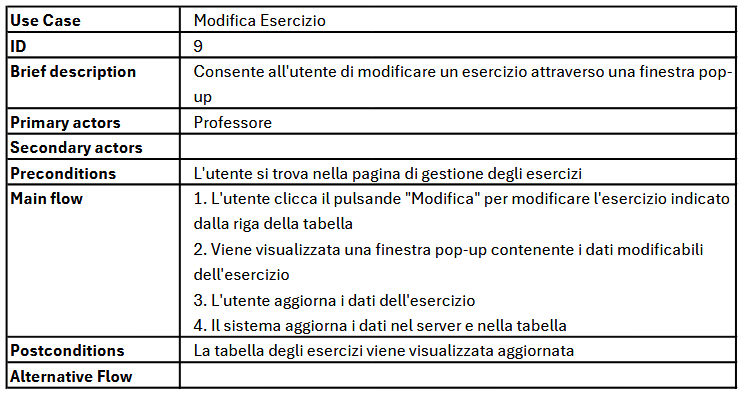 Use Case Modifica Esercizio
ID 9
Brief description Consente all'utente di modificare un esercizio attraverso una finestra pop-
up
Primary actors Professore
Secondary actors
Preconditions L'utente si trova nella pagina di gestione degli esercizi
Main flow 1. L'utente clicca il pulsande "Modifica" per modificare l'esercizio indicato
dalla riga della tabella
2. Viene visualizzata una finestra pop-up contenente i dati modificabili
dell'esercizio
3. L'utente aggiorna i dati dell'esercizio
4. Il sistema aggiorna i dati nel server e nella tabella
Postconditions La tabella degli esercizi viene visualizzata aggiornata
Alternative Flow